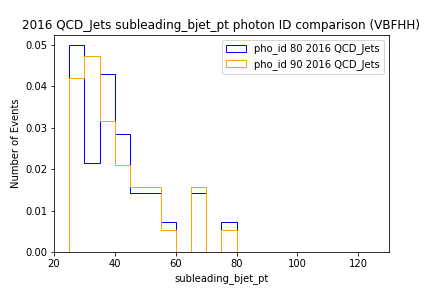 2016 QCD_Jets subleading_bjet_pt photon ID comparison (VBFHH)
pho_id 80 2016 QCD_Jets
pho_id 90 2016 QCD_Jets
Number of Events
0.05
0.04
0.03
0.02
0.01
0.00
20 40 60 80 100 120
subleading_bjet_pt